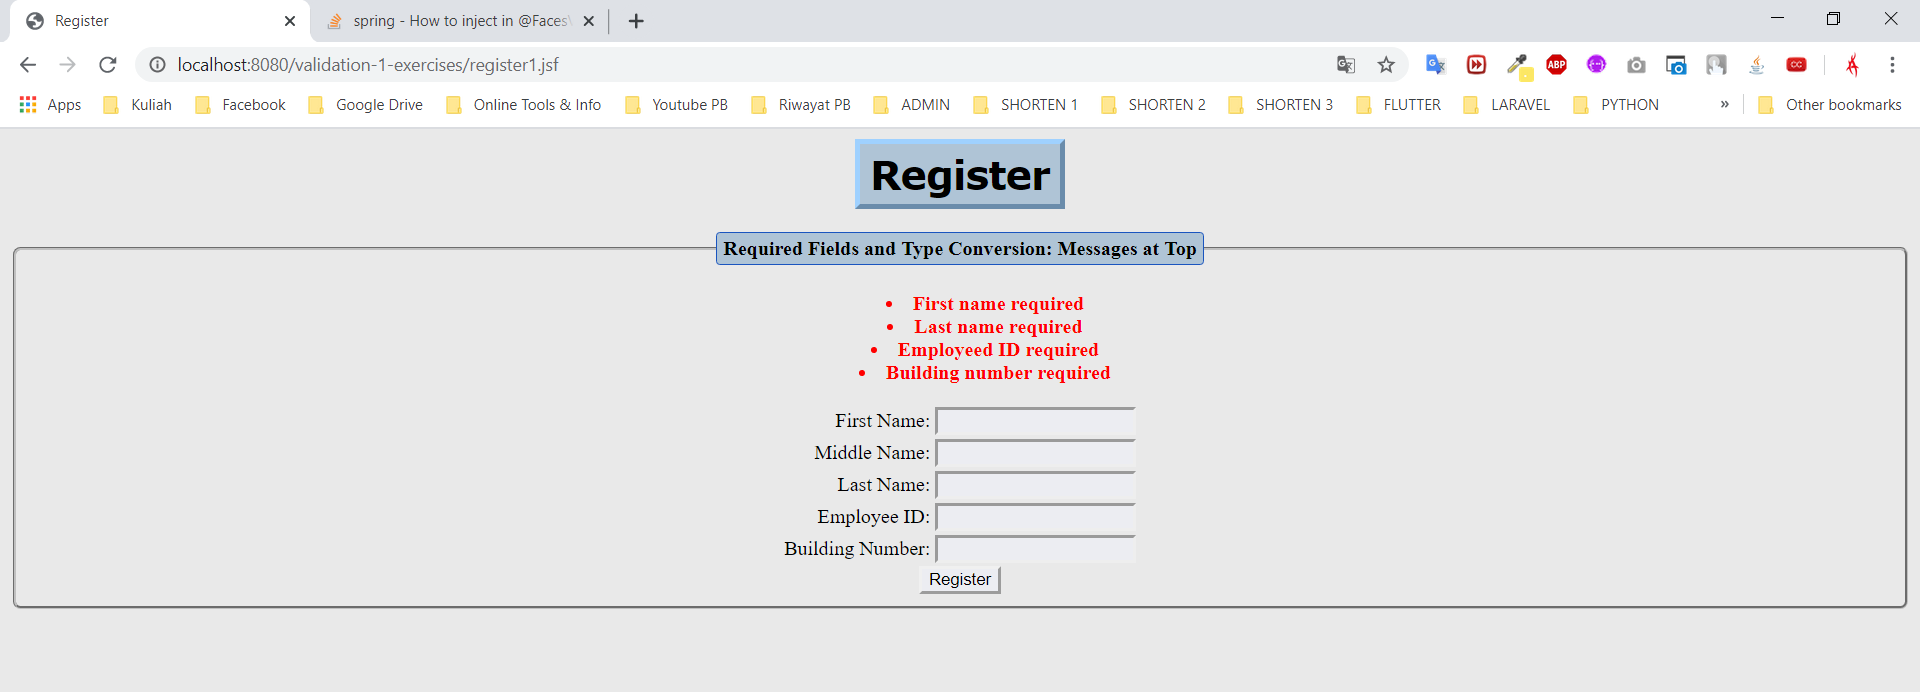 Register
spring - How to inject in @Faces
localhost:8080/validation-1-exercises/register1.jsf
ABP
CC
Apps Kuliah Facebook Google Drive Online Tools & Info Youtube PB Riwayat PB ADMIN SHORTEN 1 SHORTEN 2 SHORTEN 3 FLUTTER LARAVEL PYTHON » Other bookmarks
Register
Required Fields and Type Conversion: Messages at Top
• First name required
• Last name required
• Employeed ID required
• Building number required
First Name:
Middle Name:
Last Name:
Employee ID:
Building Number:
Register